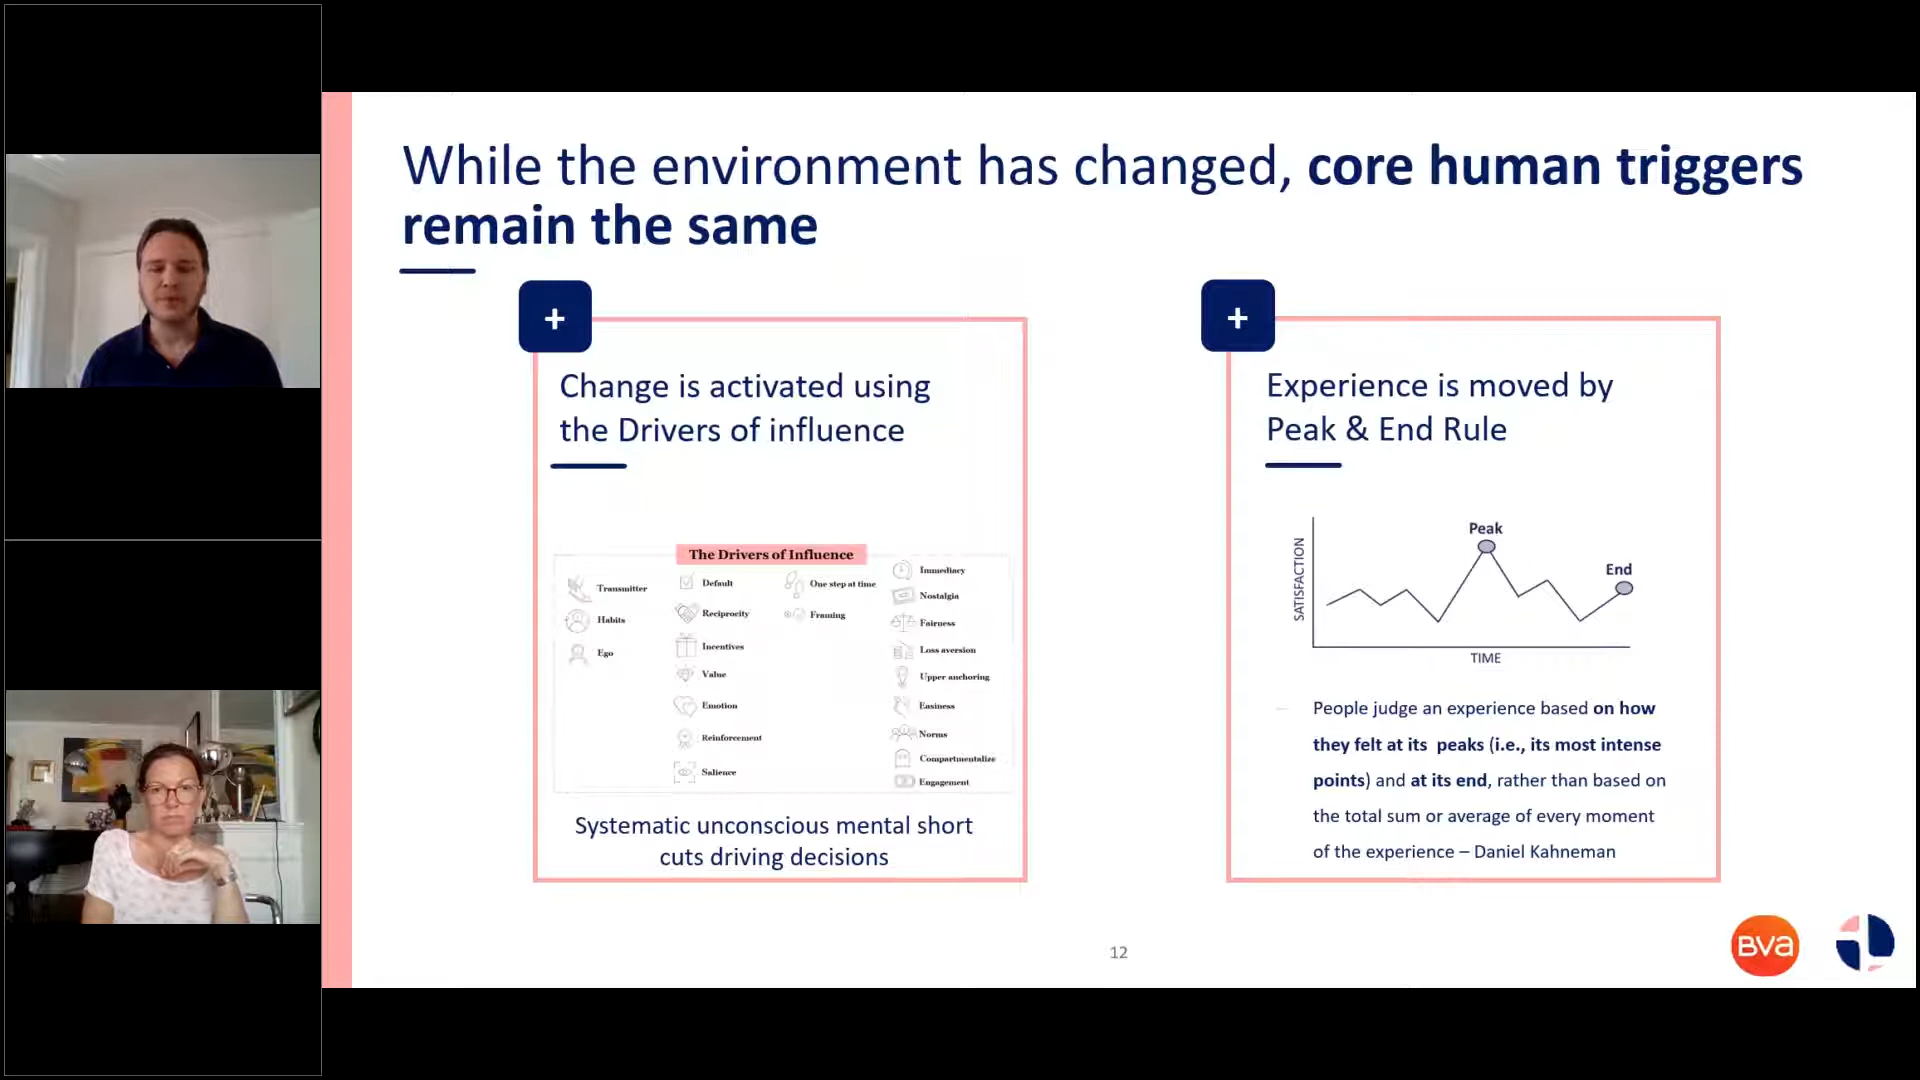 While the environment has changed, core human triggers
remain the same
+
Change is activated using
the Drivers of influence
The Drivers of Influence
Transmitter
Habits
Ego
Default
Reciprocity
Incentives
Value
Emotion
Reinforcement
Salience
One step at time
Framing
Immediacy
Nostalgia
Fairness
Loss aversion
Upper anchoring
Easiness
Norms
Compartmentalize
Engagement
Systematic unconscious mental short
cuts driving decisions
+
Experience is moved by
Peak & End Rule
Peak
End
SATISFACTION
TIME
– People judge an experience based on how
they felt at its peaks (i.e., its most intense
points) and at its end, rather than based on
the total sum or average of every moment
of the experience – Daniel Kahneman
12
BVA